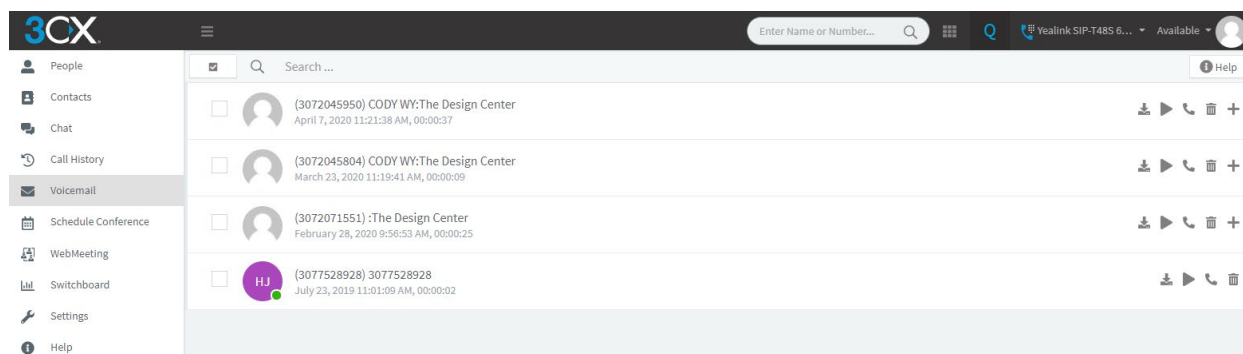 3CX
Enter Name or Number...
Q
Yealink SIP-T48S 6...
Available
People
Contacts
Chat
Call History
Voicemail
Schedule Conference
WebMeeting
Switchboard
Settings
Help
Search ...
Help
(3072045950) CODY WY:The Design Center
April 7, 2020 11:21:38 AM, 00:00:37
(3072045804) CODY WY:The Design Center
March 23, 2020 11:19:41 AM, 00:00:09
(3072071551) :The Design Center
February 28, 2020 9:56:53 AM, 00:00:25
HJ
(3077528928) 3077528928
July 23, 2019 11:01:09 AM, 00:00:02